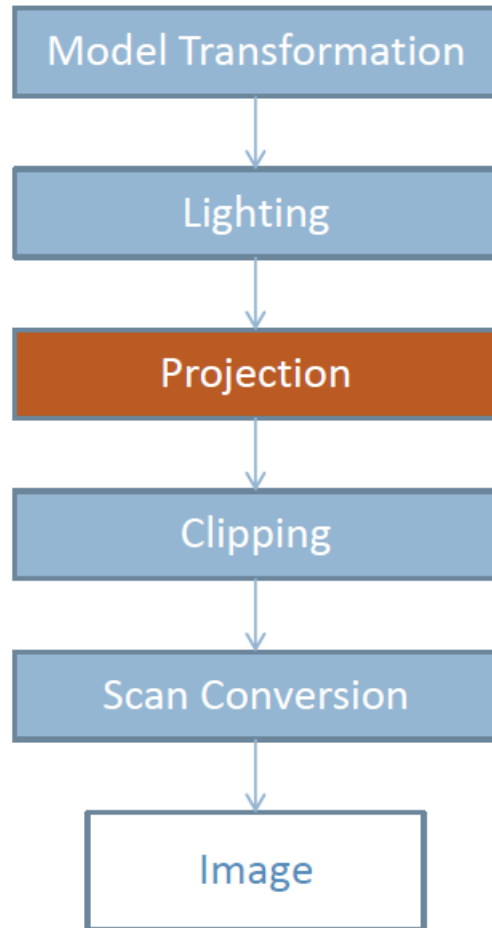 Model Transformation
Lighting
Projection
Clipping
Scan Conversion
Image